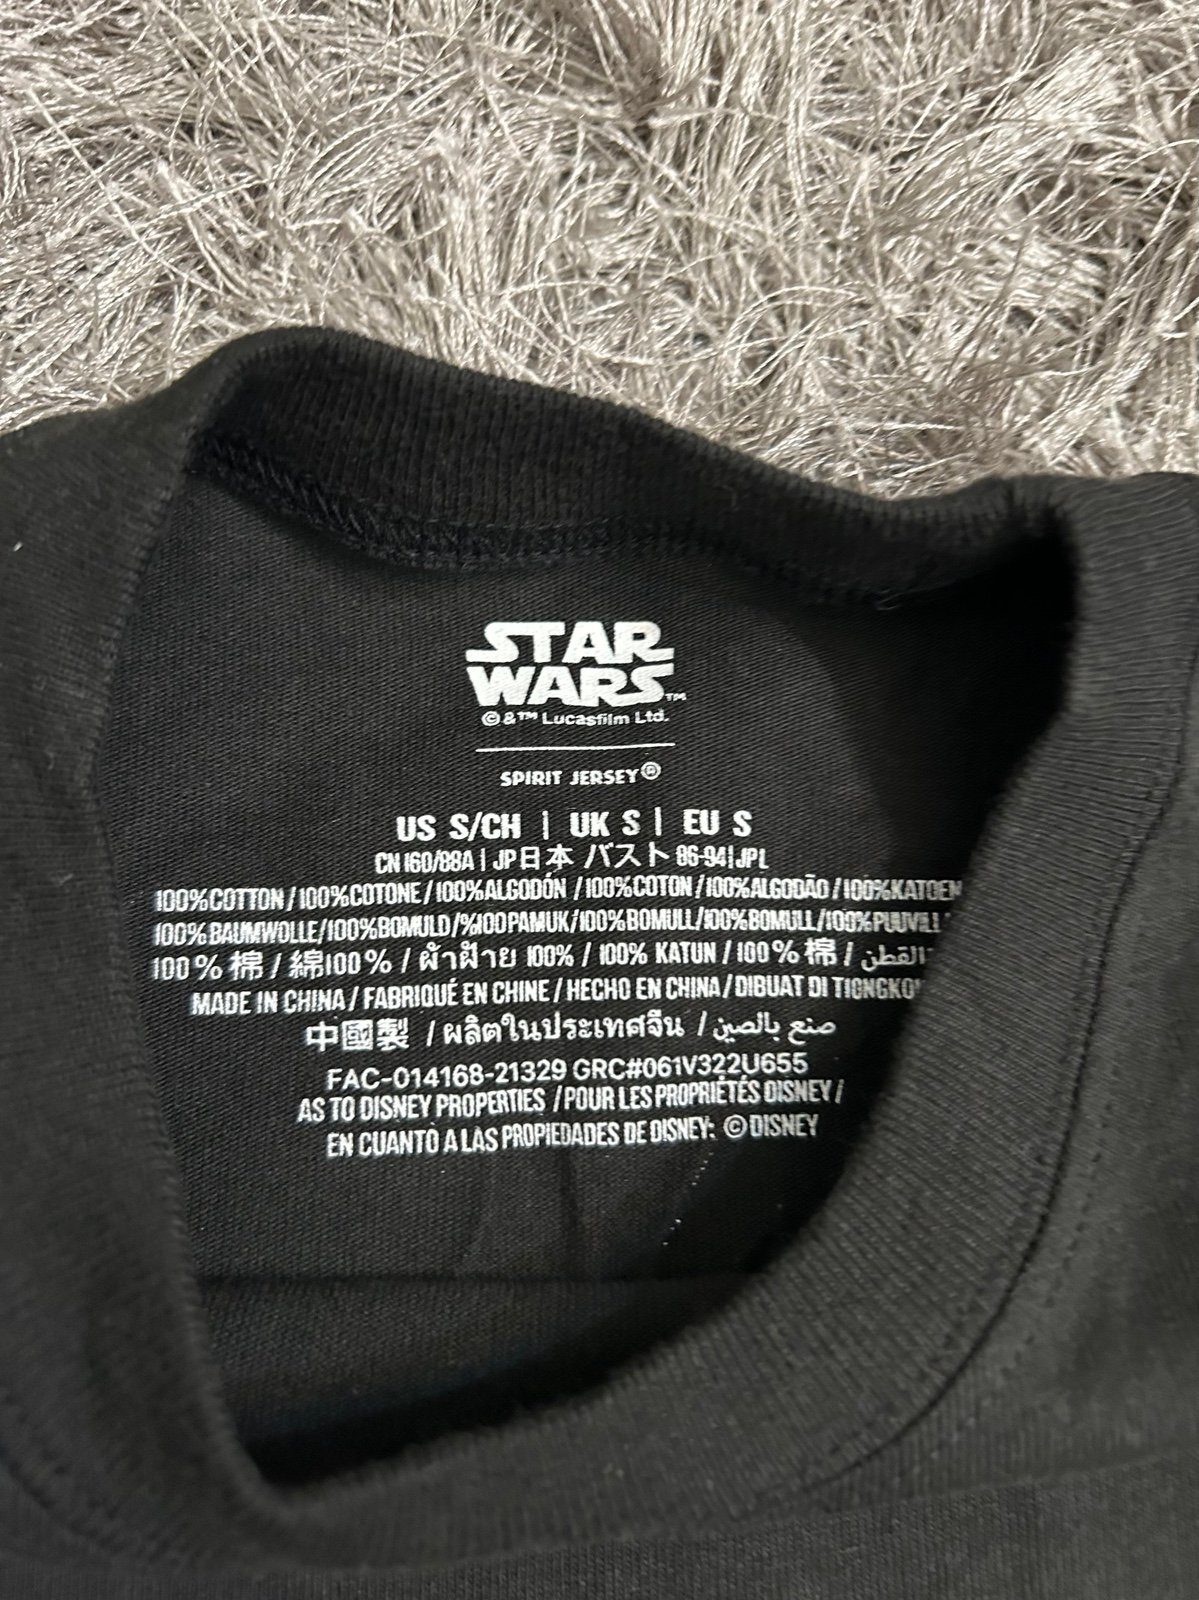 STAR
WARS™
©&™ Lucasfilm Ltd.
SPIRIT JERSEY®
US S/CH | UK S | EU S
CN 160/88A | JP日本 バスト 86-94|JPL
100%COTTON/100%COTONE/100%ALGODÓN/100%COTON/100%ALGODÃO/100%KATOEN
100%BAUMWOLLE/100%BOMULD/%100PAMUK/100%BOMULL/100%BOMULL/
100%棉/綿100%/ผ้าฝ้าย 100%/100% KATUN/100%棉/
MADE IN CHINA/FABRIQUÉ EN CHINE/HECHO EN CHINA/DIBUAT DI
中國製/ผลิตในประเทศจีน/صنع بالصين
FAC-014168-21329 GRC#061V322U655
AS TO DISNEY PROPERTIES /POUR LES PROPRIÉTÉS DISNEY/
EN CUANTO A LAS PROPIEDADES DE DISNEY: ©DISNEY